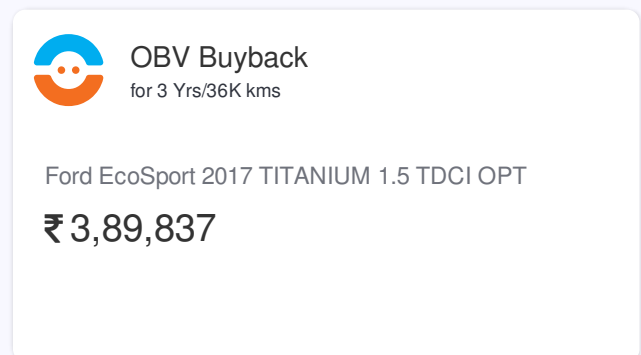 OBV Buyback
for 3 Yrs/36K kms
Ford EcoSport 2017 TITANIUM 1.5 TDCI OPT
₹ 3,89,837